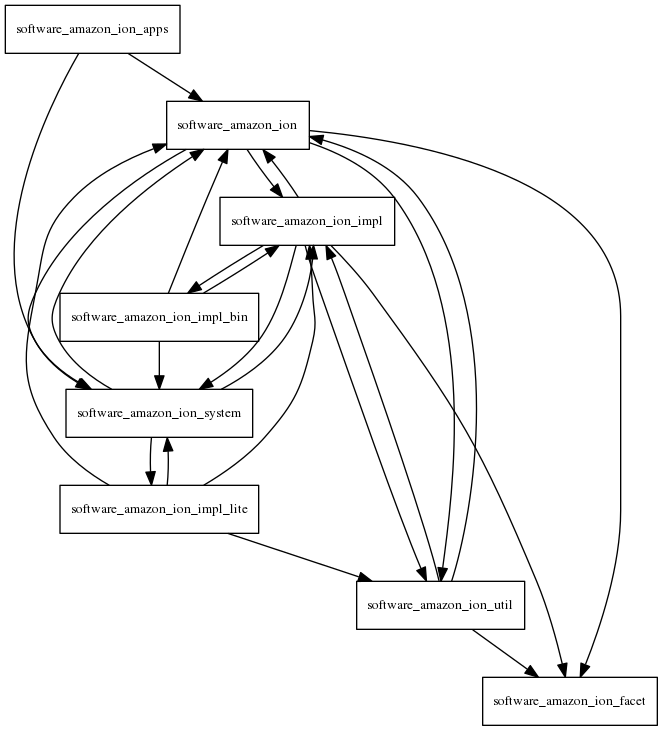 software_amazon_ion_apps
software_amazon_ion
software_amazon_ion_impl
software_amazon_ion_impl_bin
software_amazon_ion_system
software_amazon_ion_impl_lite
software_amazon_ion_util
software_amazon_ion_facet